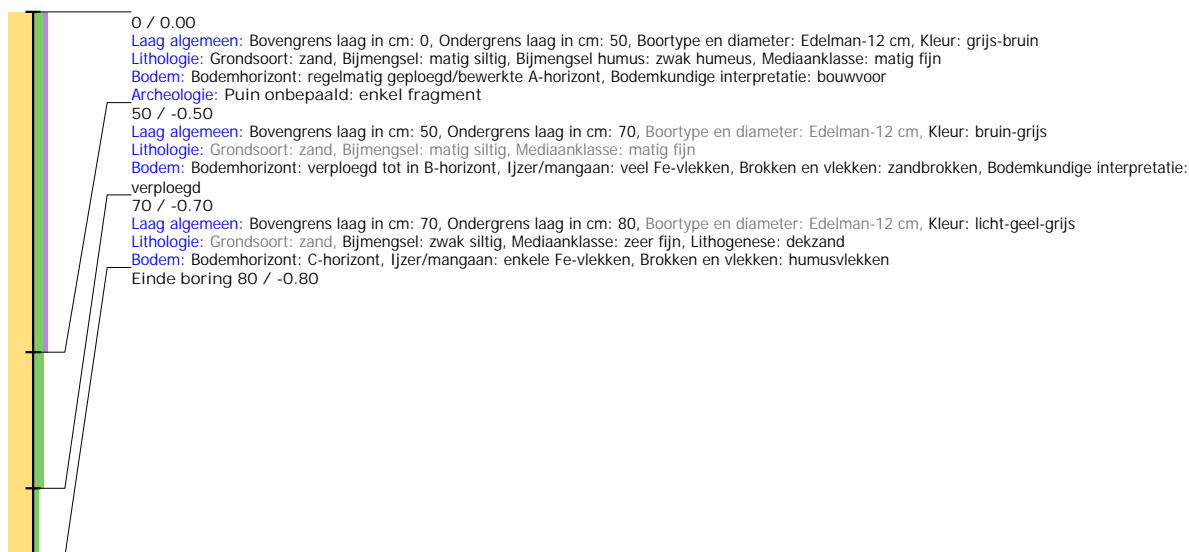 0 / 0.00
Laag algemeen: Bovengrens laag in cm: 0, Ondergrens laag in cm: 50, Boortype en diameter: Edelman-12 cm, Kleur: grijs-bruin
Lithologie: Grondsoort: zand, Bijmengsel: matig siltig, Bijmengsel humus: zwak humeus, Mediaanklasse: matig fijn
Bodem: Bodemhorizont: regelmatig geploegd/bewerkte A-horizont, Bodemkundige interpretatie: bouwvoor
Archeologie: Puin onbepaald: enkel fragment
50 / -0.50
Laag algemeen: Bovengrens laag in cm: 50, Ondergrens laag in cm: 70, Boortype en diameter: Edelman-12 cm, Kleur: bruin-grijs
Lithologie: Grondsoort: zand, Bijmengsel: matig siltig, Mediaanklasse: matig fijn
Bodem: Bodemhorizont: verploegd tot in B-horizont, Ijzer/mangaan: veel Fe-vlekken, Brokken en vlekken: zandbrokken, Bodemkundige interpretatie:
verploegd
70 / -0.70
Laag algemeen: Bovengrens laag in cm: 70, Ondergrens laag in cm: 80, Boortype en diameter: Edelman-12 cm, Kleur: licht-geel-grijs
Lithologie: Grondsoort: zand, Bijmengsel: zwak siltig, Mediaanklasse: zeer fijn, Lithogenese: dekzand
Bodem: Bodemhorizont: C-horizont, Ijzer/mangaan: enkele Fe-vlekken, Brokken en vlekken: humusvlekken
Einde boring 80 / -0.80